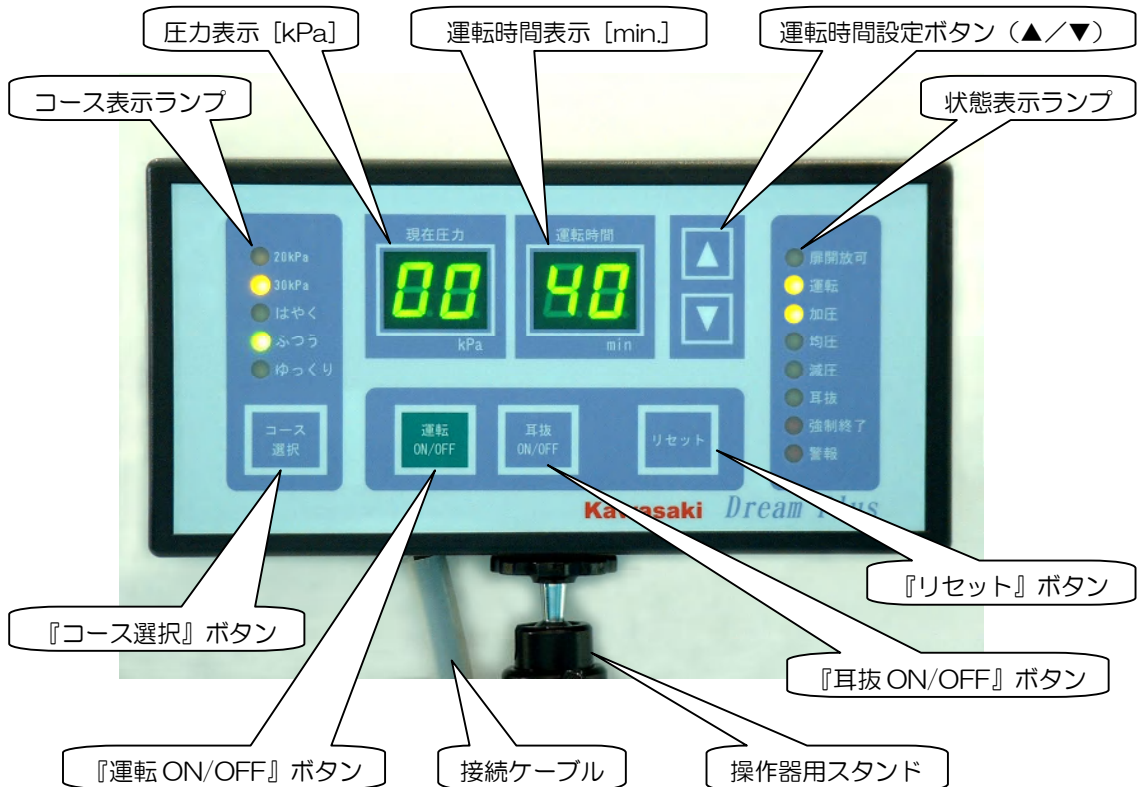 圧力表示［kPa］
運転時間表示［min.］
運転時間設定ボタン（▲／▼）
コース表示ランプ
状態表示ランプ
現在圧力
運転時間
20kPa
30kPa
はやく
ふつう
ゆっくり
00
kPa
40
min
▲
▼
扉開放可
運転
加圧
均圧
減圧
耳抜
強制終了
警報
コース
選択
運転
ON/OFF
耳抜
ON/OFF
リセット
Kawasaki Dream Plus
『リセット』ボタン
『コース選択』ボタン
『耳抜 ON/OFF』ボタン
『運転 ON/OFF』ボタン
接続ケーブル
操作器用スタンド